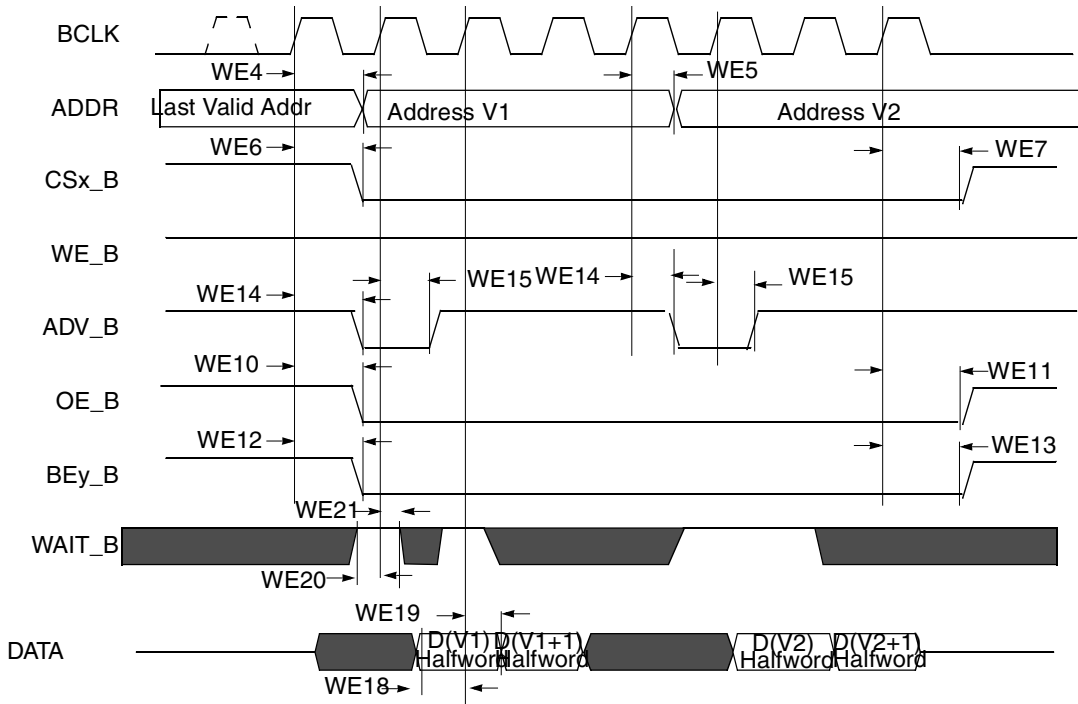 BCLK
WE4
WE5
ADDR
Last Valid Addr
Address V1
Address V2
WE6
WE7
CSx_B
WE_B
WE14
WE15
WE14
WE15
ADV_B
WE10
WE11
OE_B
WE12
WE13
BEy_B
WE21
WAIT_B
WE20
WE19
DATA
D(V1)
Halfword
D(V1+1)
Halfword
D(V2)
Halfword
D(V2+1)
Halfword
WE18